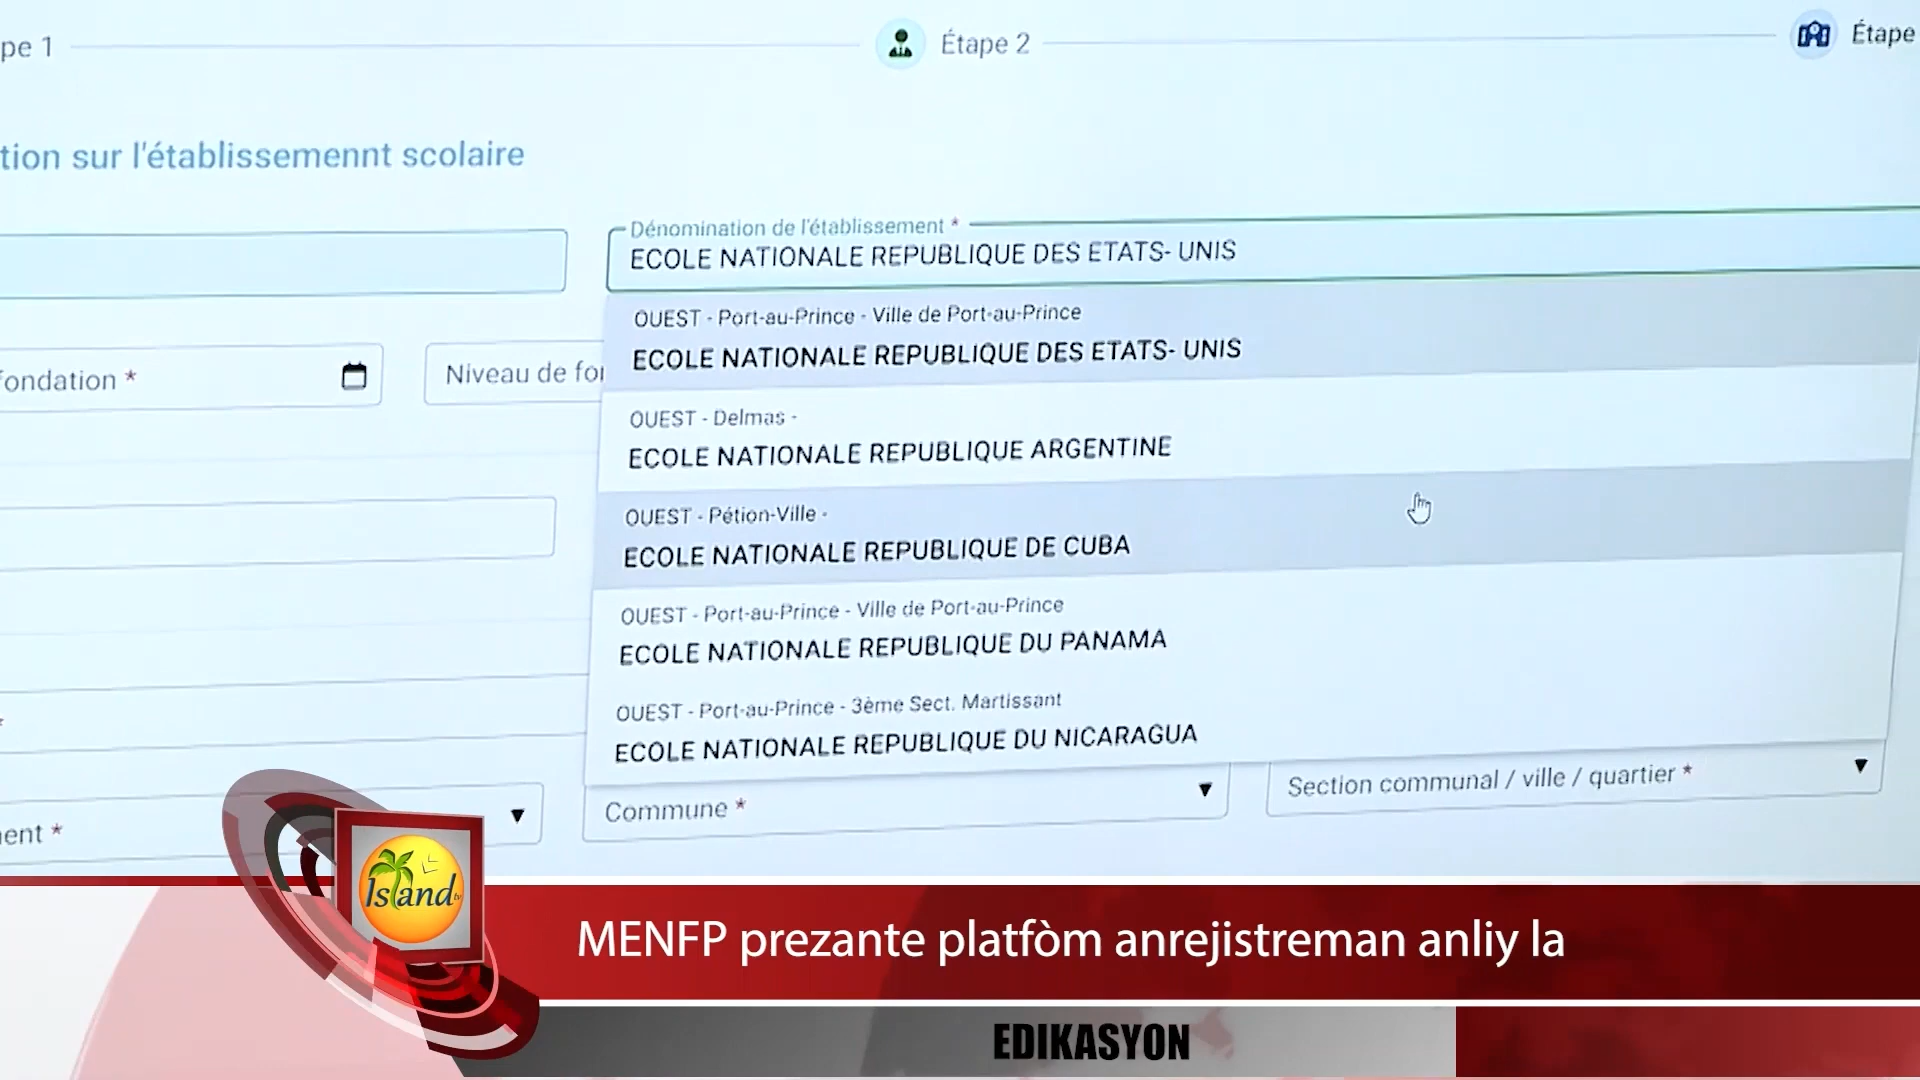 pe 1
Étape 2
Étape
tion sur l'établissemennt scolaire
Dénomination de l'établissement *
ECOLE NATIONALE REPUBLIQUE DES ETATS- UNIS
OUEST - Port-au-Prince - Ville de Port-au-Prince
ECOLE NATIONALE REPUBLIQUE DES ETATS- UNIS
fondation *
Niveau de for
OUEST - Delmas -
ECOLE NATIONALE REPUBLIQUE ARGENTINE
OUEST - Pétion-Ville -
ECOLE NATIONALE REPUBLIQUE DE CUBA
OUEST - Port-au-Prince - Ville de Port-au-Prince
ECOLE NATIONALE REPUBLIQUE DU PANAMA
*
OUEST - Port-au-Prince - 3ème Sect. Martissant
ECOLE NATIONALE REPUBLIQUE DU NICARAGUA
ent *
Commune *
Section communal / ville / quartier *
Island tv
MENFP prezante platfòm anrejistreman anliy la
EDIKASYON